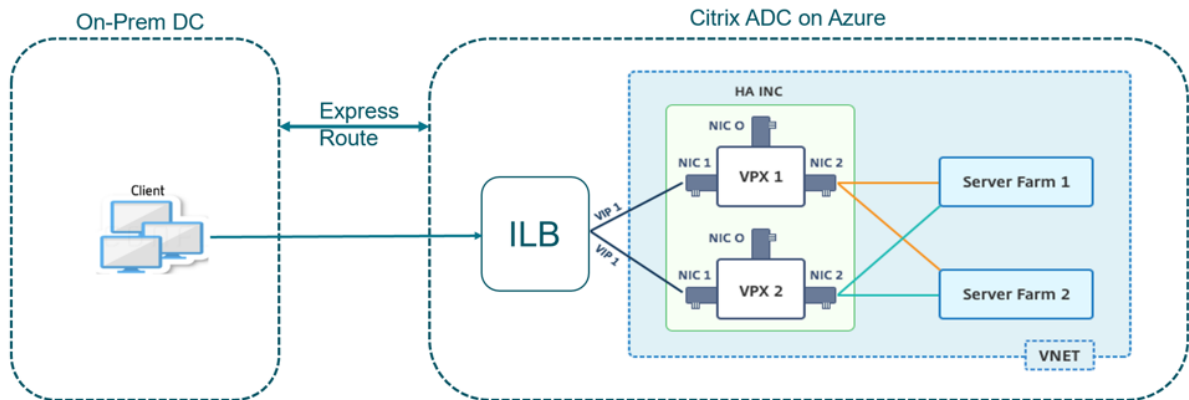 On-Prem DC
Citrix ADC on Azure
Express
Route
Client
ILB
VIP 1
VIP 1
HA INC
NIC O
NIC 1
VPX 1
NIC 2
NIC O
NIC 1
VPX 2
NIC 2
Server Farm 1
Server Farm 2
VNET